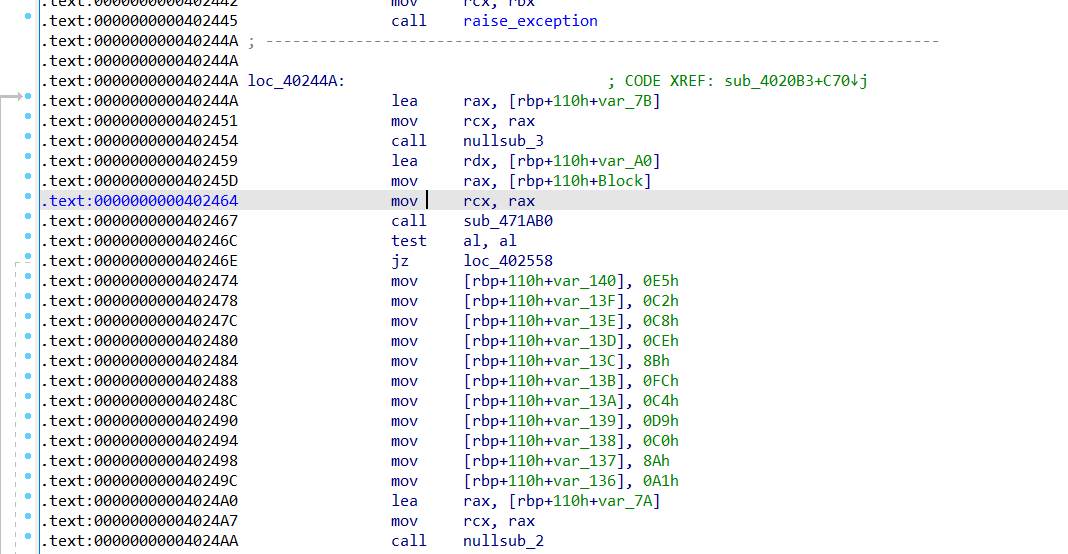 .text:0000000000402442 mov rcx, rbx
.text:0000000000402445 call raise_exception
.text:000000000040244A ; ---------------------------------------------------------------------------
.text:000000000040244A
.text:000000000040244A loc_40244A: ; CODE XREF: sub_4020B3+C70↓j
.text:000000000040244A lea rax, [rbp+110h+var_7B]
.text:0000000000402451 mov rcx, rax
.text:0000000000402454 call nullsub_3
.text:0000000000402459 lea rdx, [rbp+110h+var_A0]
.text:000000000040245D mov rax, [rbp+110h+Block]
.text:0000000000402464 mov rcx, rax
.text:0000000000402467 call sub_471AB0
.text:000000000040246C test al, al
.text:000000000040246E jz loc_402558
.text:0000000000402474 mov [rbp+110h+var_140], 0E5h
.text:0000000000402478 mov [rbp+110h+var_13F], 0C2h
.text:000000000040247C mov [rbp+110h+var_13E], 0C8h
.text:0000000000402480 mov [rbp+110h+var_13D], 0CEh
.text:0000000000402484 mov [rbp+110h+var_13C], 8Bh
.text:0000000000402488 mov [rbp+110h+var_13B], 0FCh
.text:000000000040248C mov [rbp+110h+var_13A], 0C4h
.text:0000000000402490 mov [rbp+110h+var_139], 0D9h
.text:0000000000402494 mov [rbp+110h+var_138], 0C0h
.text:0000000000402498 mov [rbp+110h+var_137], 8Ah
.text:000000000040249C mov [rbp+110h+var_136], 0A1h
.text:00000000004024A0 lea rax, [rbp+110h+var_7A]
.text:00000000004024A7 mov rcx, rax
.text:00000000004024AA call nullsub_2